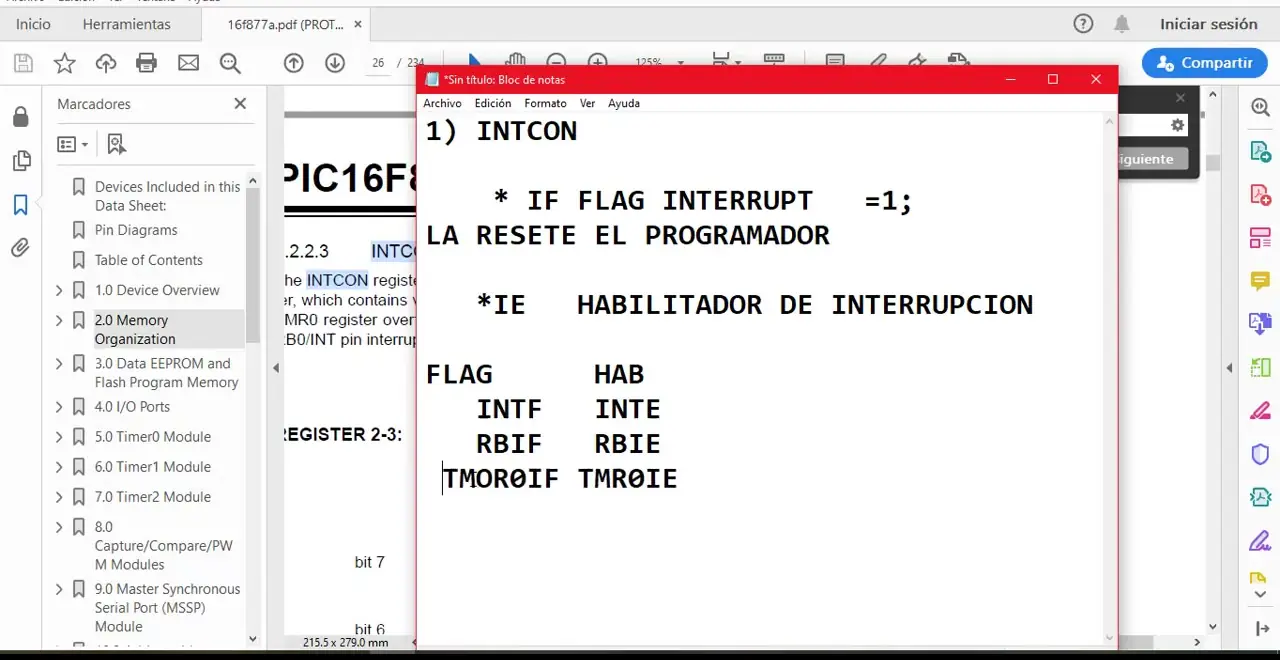 Inicio Herramientas 16f877a.pdf (PROT... × Iniciar sesión
26 / 234 125% Compartir
Marcadores
Devices Included in this
Data Sheet:
Pin Diagrams
Table of Contents
1.0 Device Overview
2.0 Memory
Organization
3.0 Data EEPROM and
Flash Program Memory
4.0 I/O Ports
5.0 Timer0 Module
6.0 Timer1 Module
7.0 Timer2 Module
8.0
Capture/Compare/PW
M Modules
9.0 Master Synchronous
Serial Port (MSSP)
Module
PIC16F8
.2.2.3 INTCO
he INTCON registe
er, which contains v
MR0 register over
B0/INT pin interrup
REGISTER 2-3:
bit 7
bit 6
215.5 x 279.0 mm
*Sin título: Bloc de notas
Archivo Edición Formato Ver Ayuda
1) INTCON
* IF FLAG INTERRUPT =1;
LA RESETE EL PROGRAMADOR
*IE HABILITADOR DE INTERRUPCION
FLAG HAB
INTF INTE
RBIF RBIE
TMOR0IF TMR0IE
iguiente